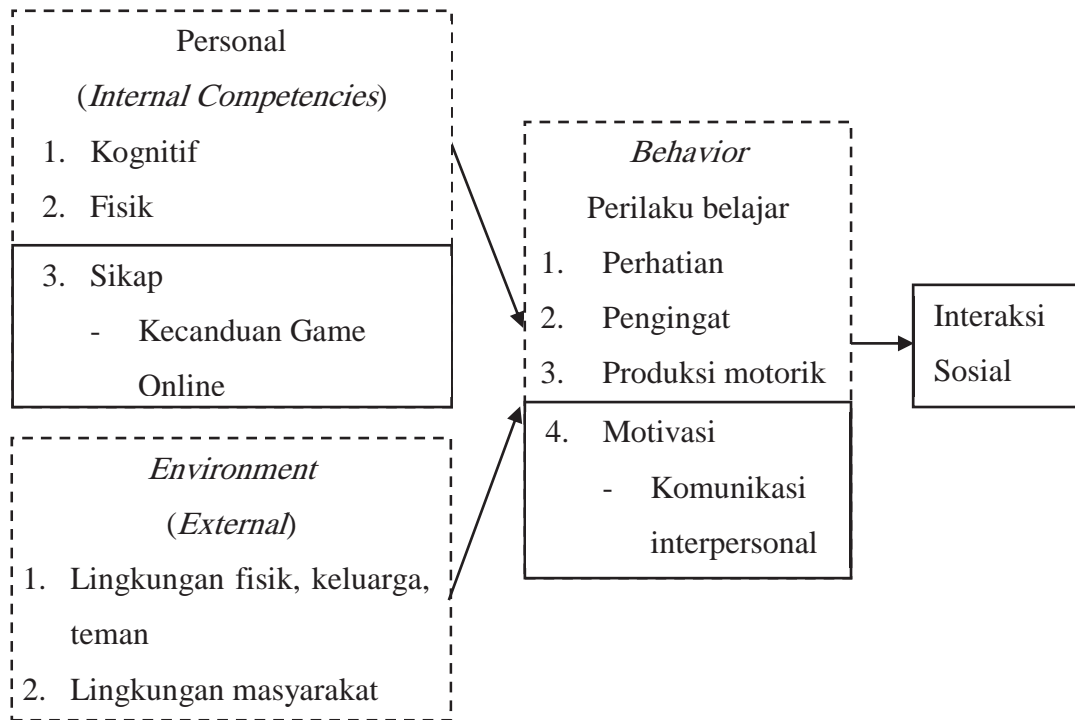 Personal
(Internal Competencies)
1. Kognitif
2. Fisik
3. Sikap
- Kecanduan Game
Online
Environment
(External)
1. Lingkungan fisik, keluarga,
teman
2. Lingkungan masyarakat
Behavior
Perilaku belajar
1. Perhatian
2. Pengingat
3. Produksi motorik
4. Motivasi
- Komunikasi
interpersonal
Interaksi
Sosial